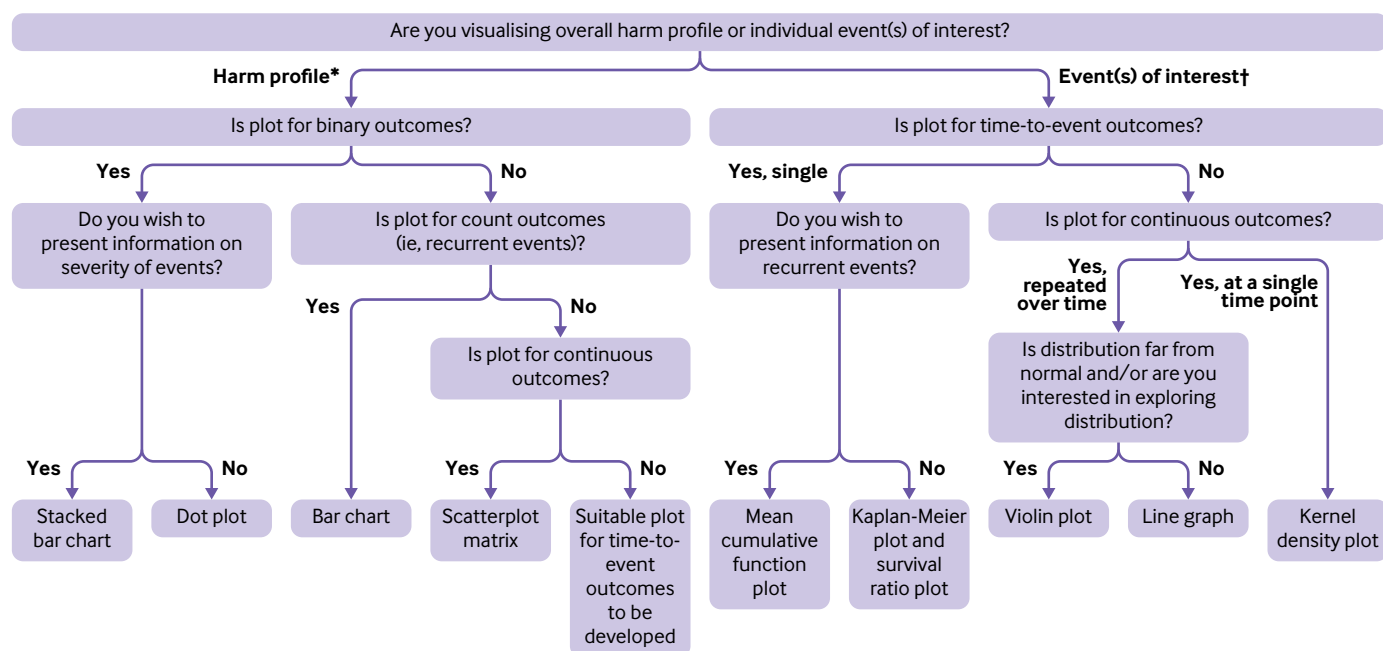 Are you visualising overall harm profile or individual event(s) of interest?
Harm profile*
Event(s) of interest†
Is plot for binary outcomes?
Is plot for time-to-event outcomes?
Yes
No
Yes, single
No
Do you wish to
present information on
severity of events?
Is plot for count outcomes
(ie, recurrent events)?
Do you wish to
present information on
recurrent events?
Is plot for continuous outcomes?
Yes
No
Yes,
repeated
over time
Yes, at a single
time point
Is plot for continuous
outcomes?
Is distribution far from
normal and/or are you
interested in exploring
distribution?
Yes
No
Yes
No
Yes
No
Yes
No
Stacked
bar chart
Dot plot
Bar chart
Scatterplot
matrix
Suitable plot
for time-to-
event
outcomes
to be
developed
Mean
cumulative
function
plot
Kaplan-Meier
plot and
survival
ratio plot
Violin plot
Line graph
Kernel
density plot